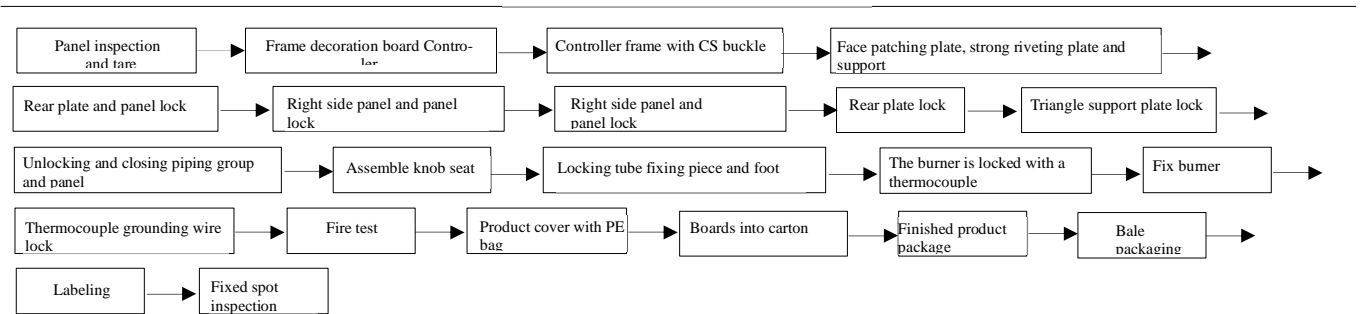 Panel inspection
and tare
Frame decoration board Contro-
ler
Controller frame with CS buckle
Face patching plate, strong riveting plate and
support
Rear plate and panel lock
Right side panel and panel
lock
Right side panel and
panel lock
Rear plate lock
Triangle support plate lock
Unlocking and closing piping group
and panel
Assemble knob seat
Locking tube fixing piece and foot
The burner is locked with a
thermocouple
Fix burner
Thermocouple grounding wire
lock
Fire test
Product cover with PE
bag
Boards into carton
Finished product
package
Bale
packaging
Labeling
Fixed spot
inspection